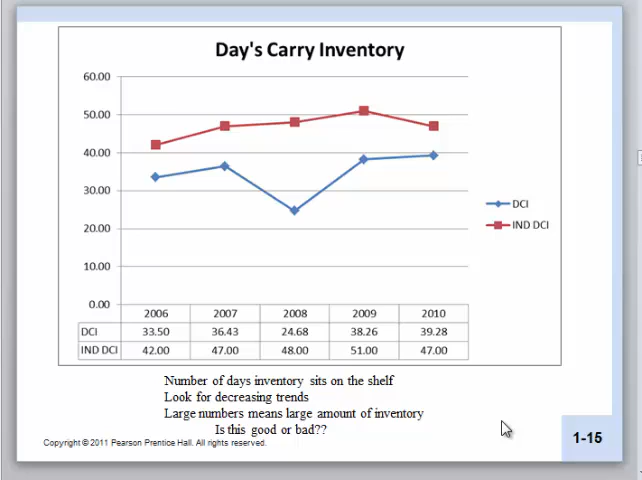 Day's Carry Inventory
60.00
50.00
40.00
30.00
20.00
10.00
0.00
DCI
IND DCI
2006 2007 2008 2009 2010
DCI 33.50 36.43 24.68 38.26 39.28
IND DCI 42.00 47.00 48.00 51.00 47.00
Number of days inventory sits on the shelf
Look for decreasing trends
Large numbers means large amount of inventory
Is this good or bad??
Copyright © 2011 Pearson Prentice Hall. All rights reserved.
1-15